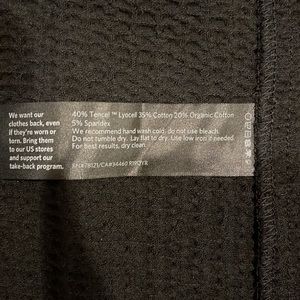 We want our
clothes back, even
if they're worn or
torn. Bring them
to our US stores
and support our
take-back program.
40% Tencel™ Lyocell 35% Cotton 20% Organic Cotton
5% Spandex
We recommend hand wash cold, do not use bleach.
Do not tumble dry. Lay flat to dry. Use low iron if needed.
For best results, dry clean.